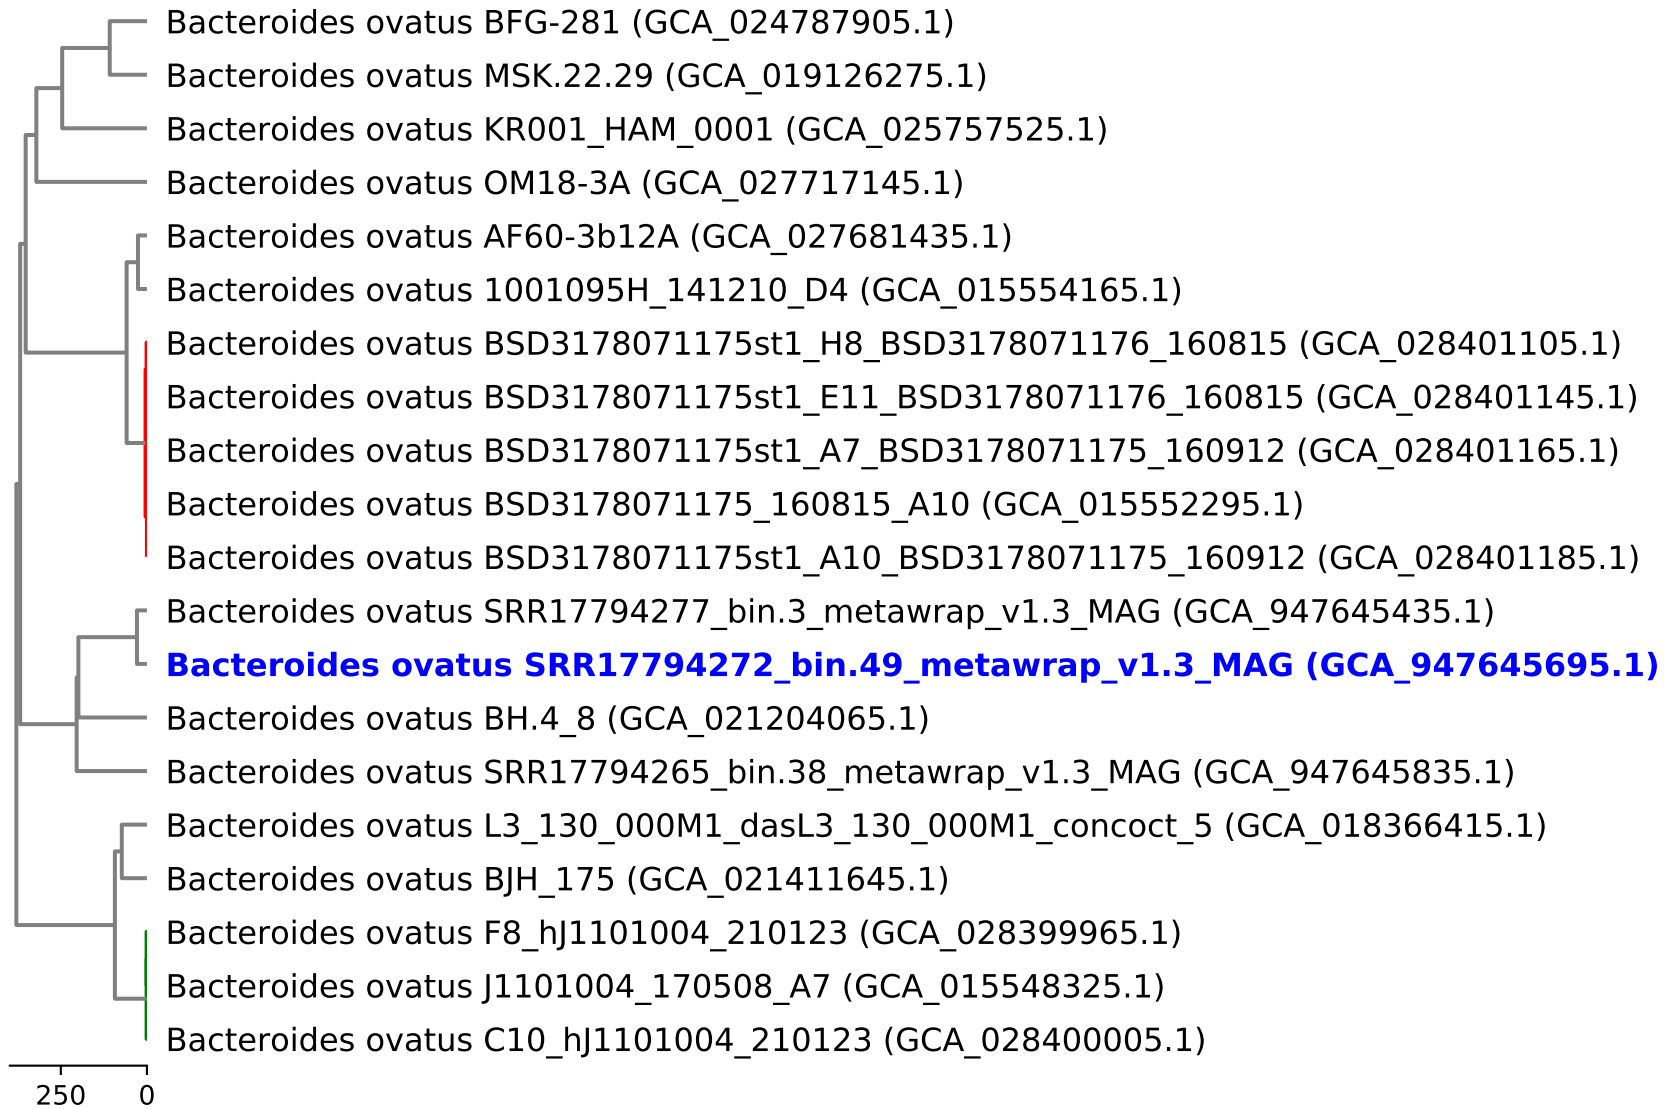 Bacteroides ovatus BFG-281 (GCA_024787905.1)
Bacteroides ovatus MSK.22.29 (GCA_019126275.1)
Bacteroides ovatus KR001_HAM_0001 (GCA_025757525.1)
Bacteroides ovatus OM18-3A (GCA_027717145.1)
Bacteroides ovatus AF60-3b12A (GCA_027681435.1)
Bacteroides ovatus 1001095H_141210_D4 (GCA_015554165.1)
Bacteroides ovatus BSD3178071175st1_H8_BSD3178071176_160815 (GCA_028401105.1)
Bacteroides ovatus BSD3178071175st1_E11_BSD3178071176_160815 (GCA_028401145.1)
Bacteroides ovatus BSD3178071175st1_A7_BSD3178071175_160912 (GCA_028401165.1)
Bacteroides ovatus BSD3178071175_160815_A10 (GCA_015552295.1)
Bacteroides ovatus BSD3178071175st1_A10_BSD3178071175_160912 (GCA_028401185.1)
Bacteroides ovatus SRR17794277_bin.3_metawrap_v1.3_MAG (GCA_947645435.1)
Bacteroides ovatus SRR17794272_bin.49_metawrap_v1.3_MAG (GCA_947645695.1)
Bacteroides ovatus BH.4_8 (GCA_021204065.1)
Bacteroides ovatus SRR17794265_bin.38_metawrap_v1.3_MAG (GCA_947645835.1)
Bacteroides ovatus L3_130_000M1_dasL3_130_000M1_concoct_5 (GCA_018366415.1)
Bacteroides ovatus BJH_175 (GCA_021411645.1)
Bacteroides ovatus F8_hJ1101004_210123 (GCA_028399965.1)
Bacteroides ovatus J1101004_170508_A7 (GCA_015548325.1)
Bacteroides ovatus C10_hJ1101004_210123 (GCA_028400005.1)
250 0